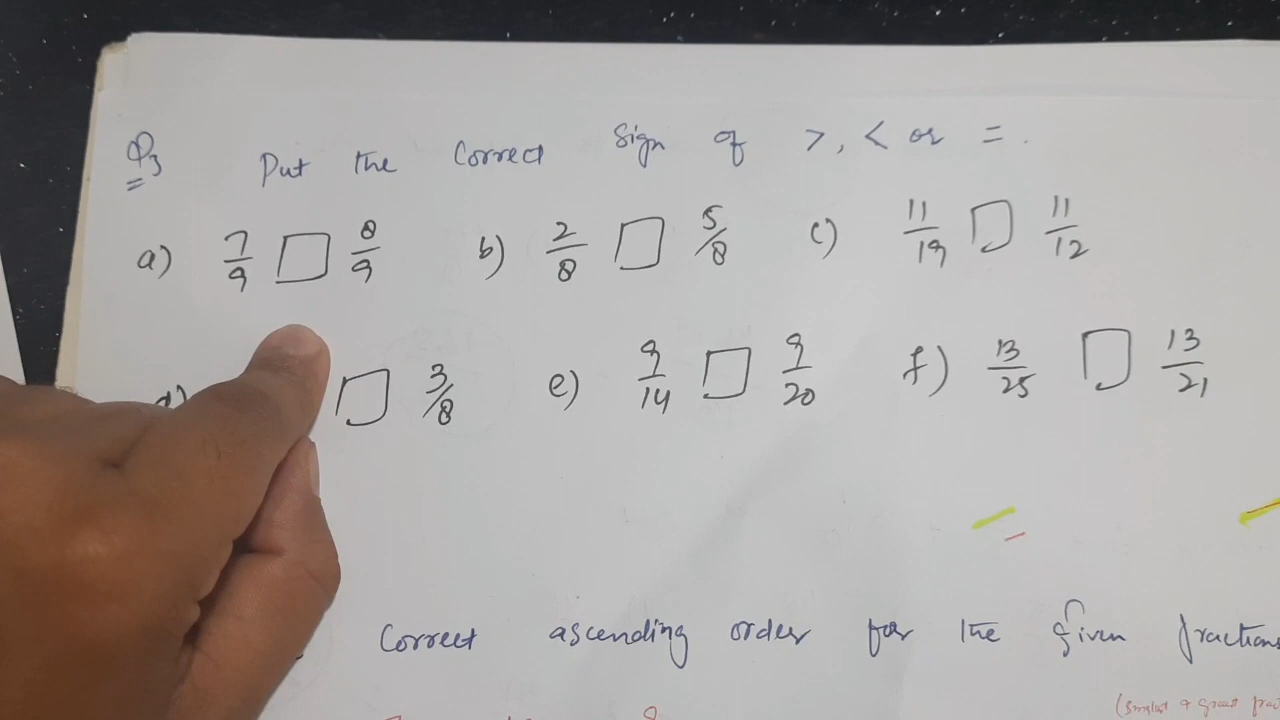 Q3 Put the Correct Sign of >, < or =.
a) 7/9 □ 8/9 b) 2/8 □ 5/8 c) 11/19 □ 11/12
d) □ 3/8 e) 9/14 □ 9/20 f) 13/25 □ 13/21
Correct ascending order for the given fractions